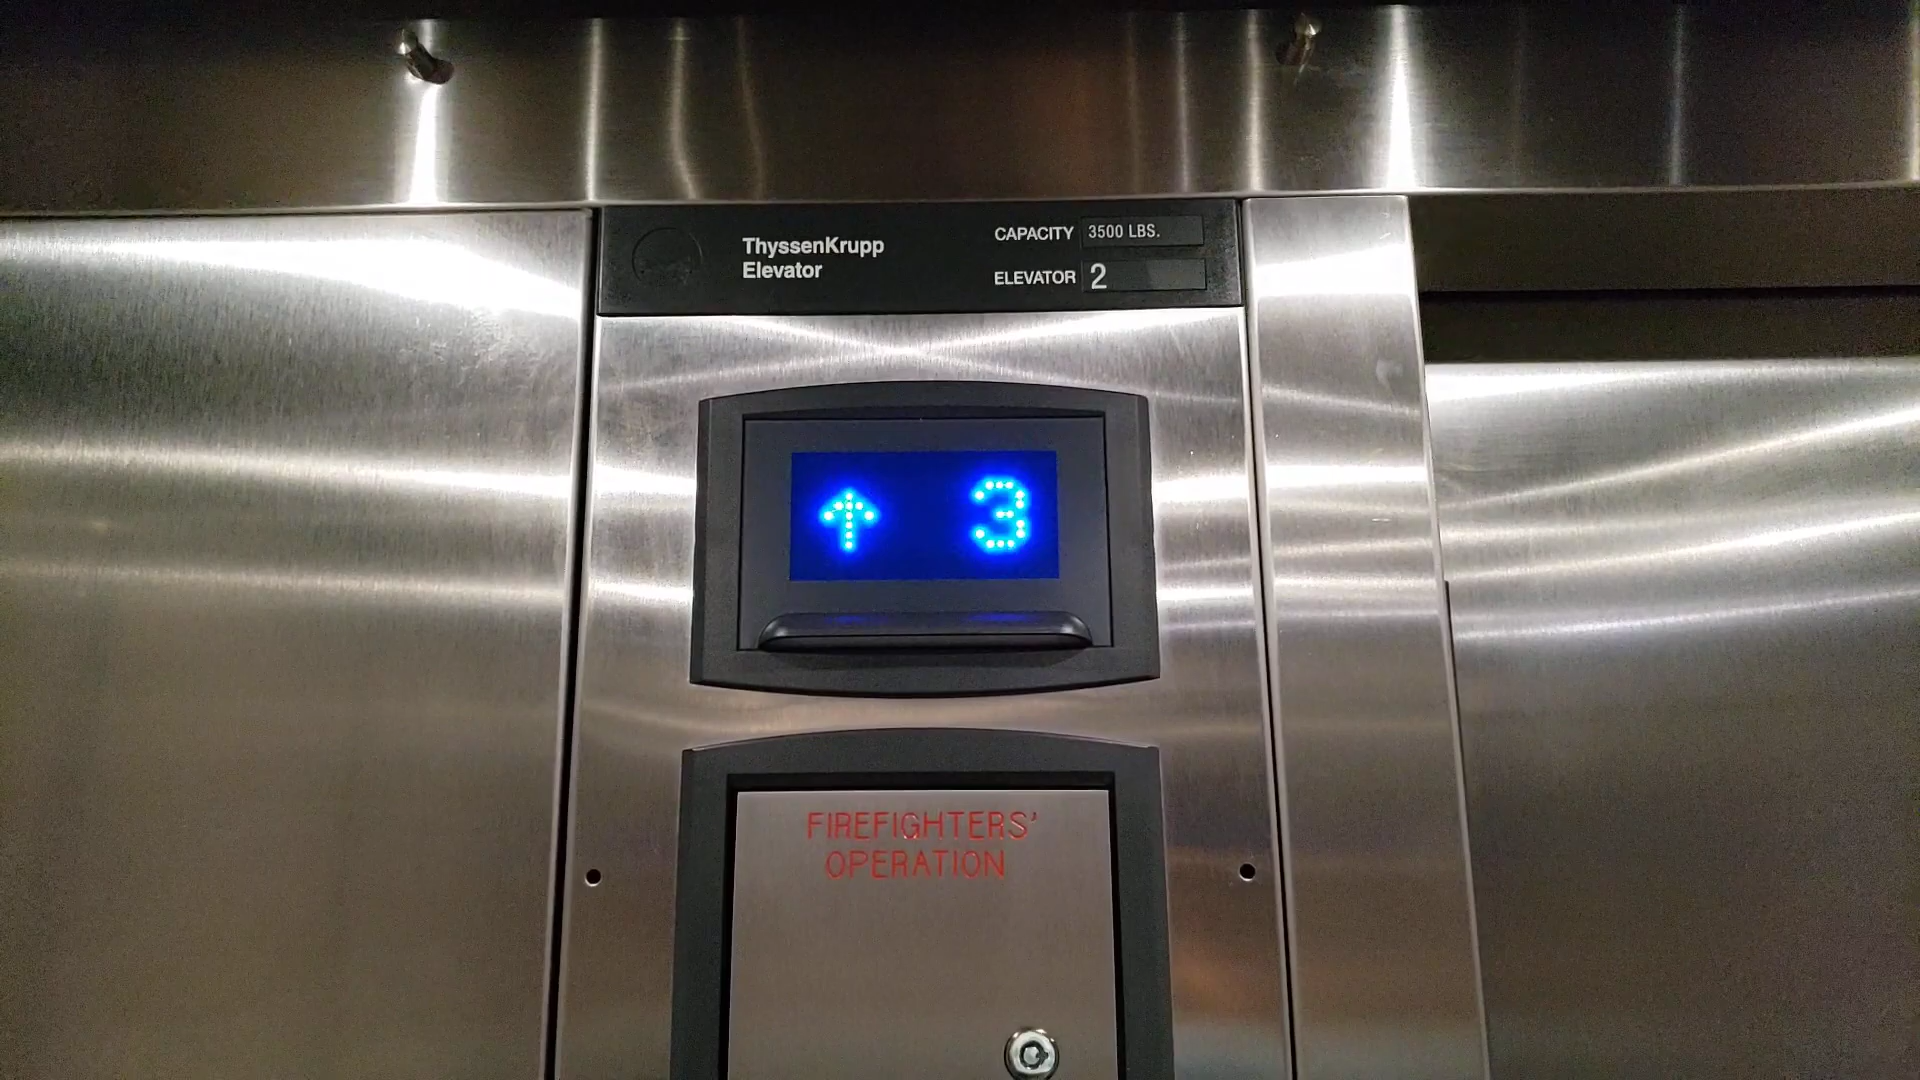 ThyssenKrupp
Elevator
CAPACITY 3500 LBS.
ELEVATOR 2
↑ 3
FIREFIGHTERS'
OPERATION